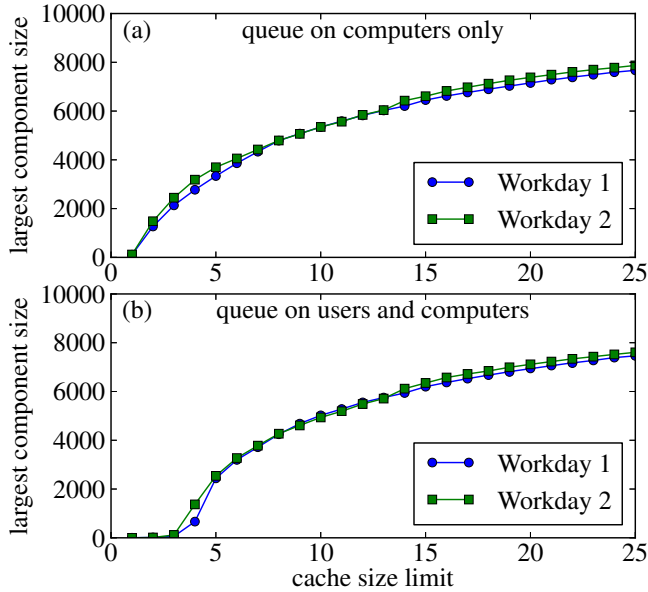 (a) queue on computers only
largest component size
10000
8000
6000
4000
2000
0
Workday 1
Workday 2
0 5 10 15 20 25
(b) queue on users and computers
largest component size
10000
8000
6000
4000
2000
0
Workday 1
Workday 2
0 5 10 15 20 25
cache size limit